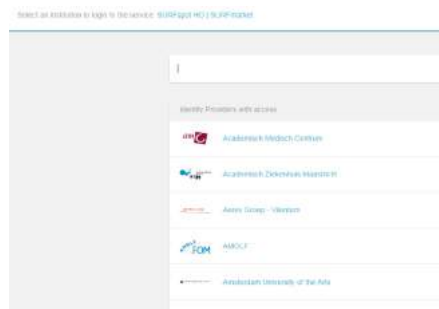 Select an institution to login to the service: SURFspot HO | SURFmarket
Identity Providers with access
Academisch Medisch Centrum
Academisch Ziekenhuis Maastricht
Aeres Groep - Vilentum
FOM
AMOLF
Amsterdam University of the Arts